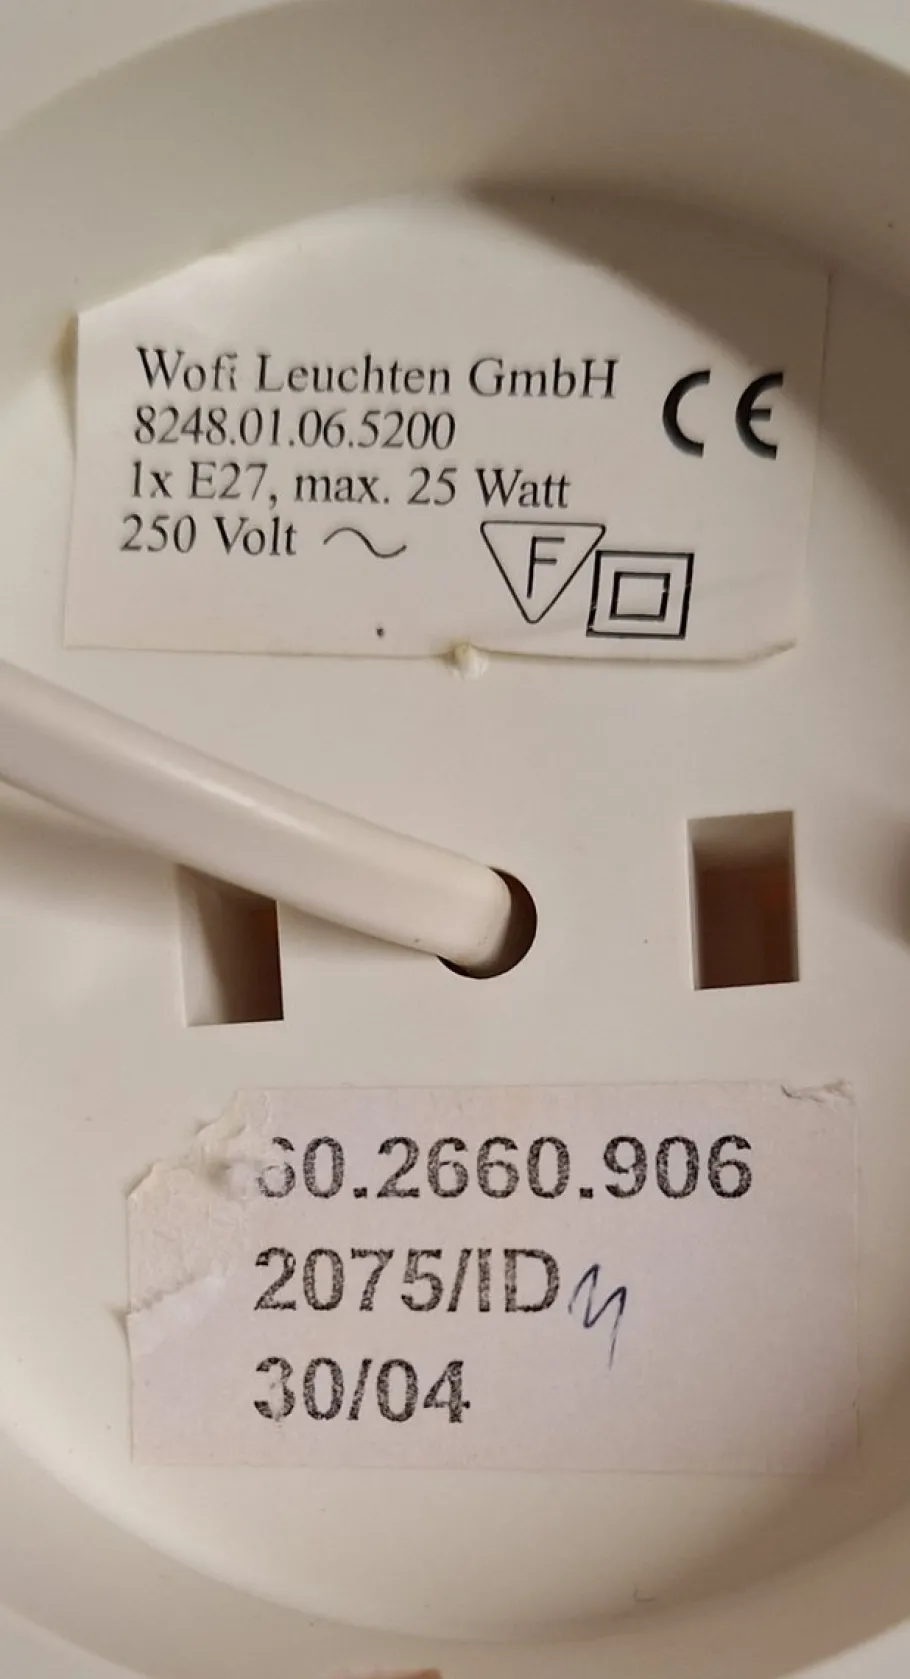 Wofi Leuchten GmbH
CE
8248.01.06.5200
1x E27, max. 25 Watt
250 Volt ~
F
60.2660.906
2075/ID
30/04